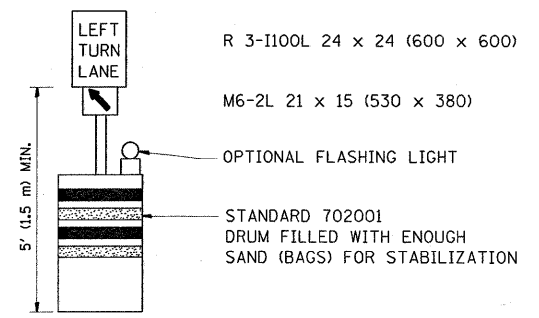 LEFT
TURN
LANE
R 3-I100L 24 x 24 (600 x 600)
M6-2L 21 x 15 (530 x 380)
OPTIONAL FLASHING LIGHT
5' (1.5 m) MIN.
STANDARD 702001
DRUM FILLED WITH ENOUGH
SAND (BAGS) FOR STABILIZATION